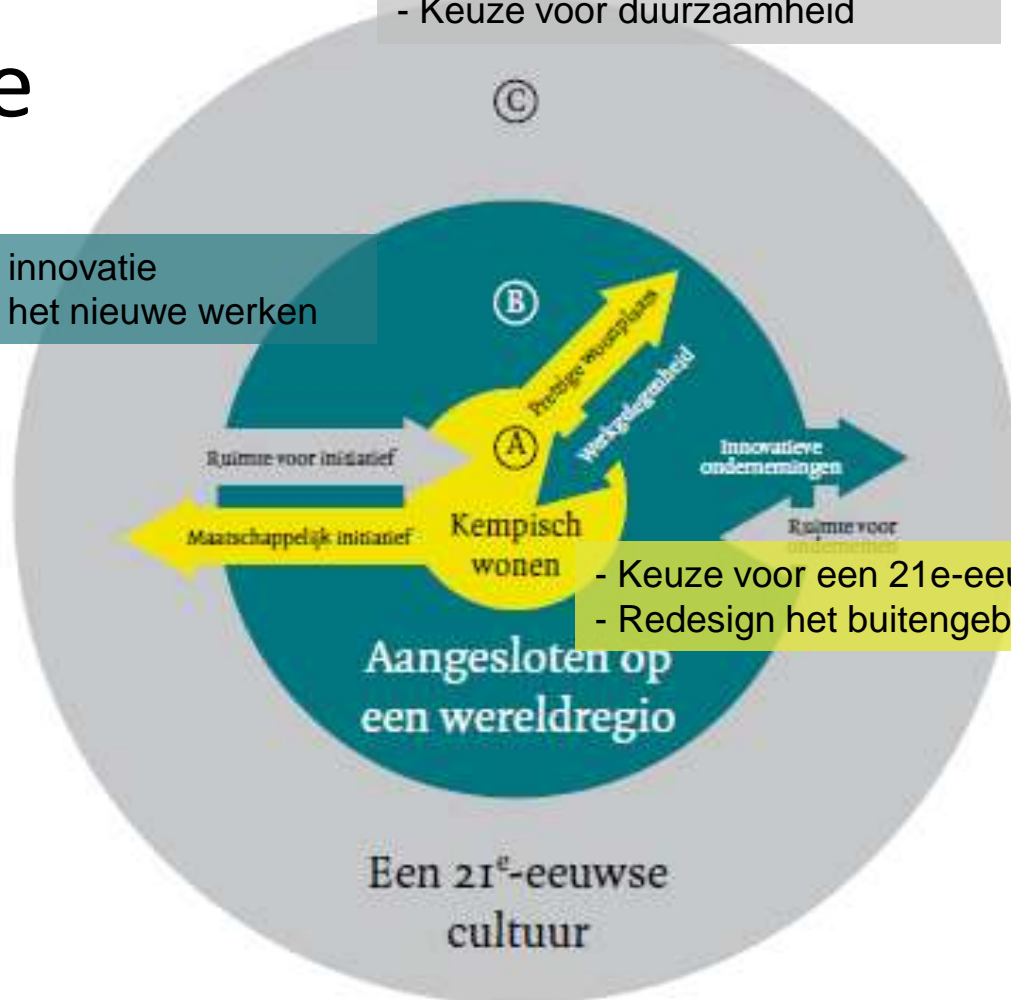 - Keuze voor duurzaamheid
e
C
innovatie
het nieuwe werken
B
Prettige woonplaats
Werkgelegenheid
A
Ruimte voor initiatief
Innovatieve
ondernemingen
Maatschappelijk initiatief
Kempisch
wonen
Ruimte voor
ondernemen
- Keuze voor een 21e-eeu
- Redesign het buitengeb
Aangesloten op
een wereldregio
Een 21e-eeuwse
cultuur